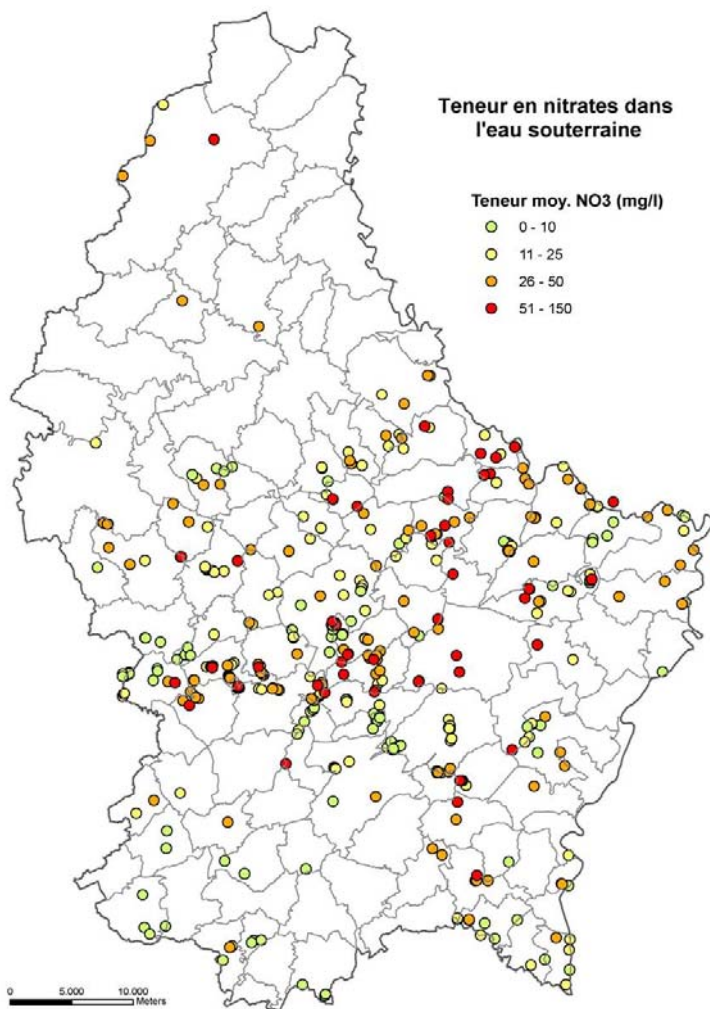 Teneur en nitrates dans
l'eau souterraine
Teneur moy. NO3 (mg/l)
0 - 10
11 - 25
26 - 50
51 - 150
0 5.000 10.000
Meters